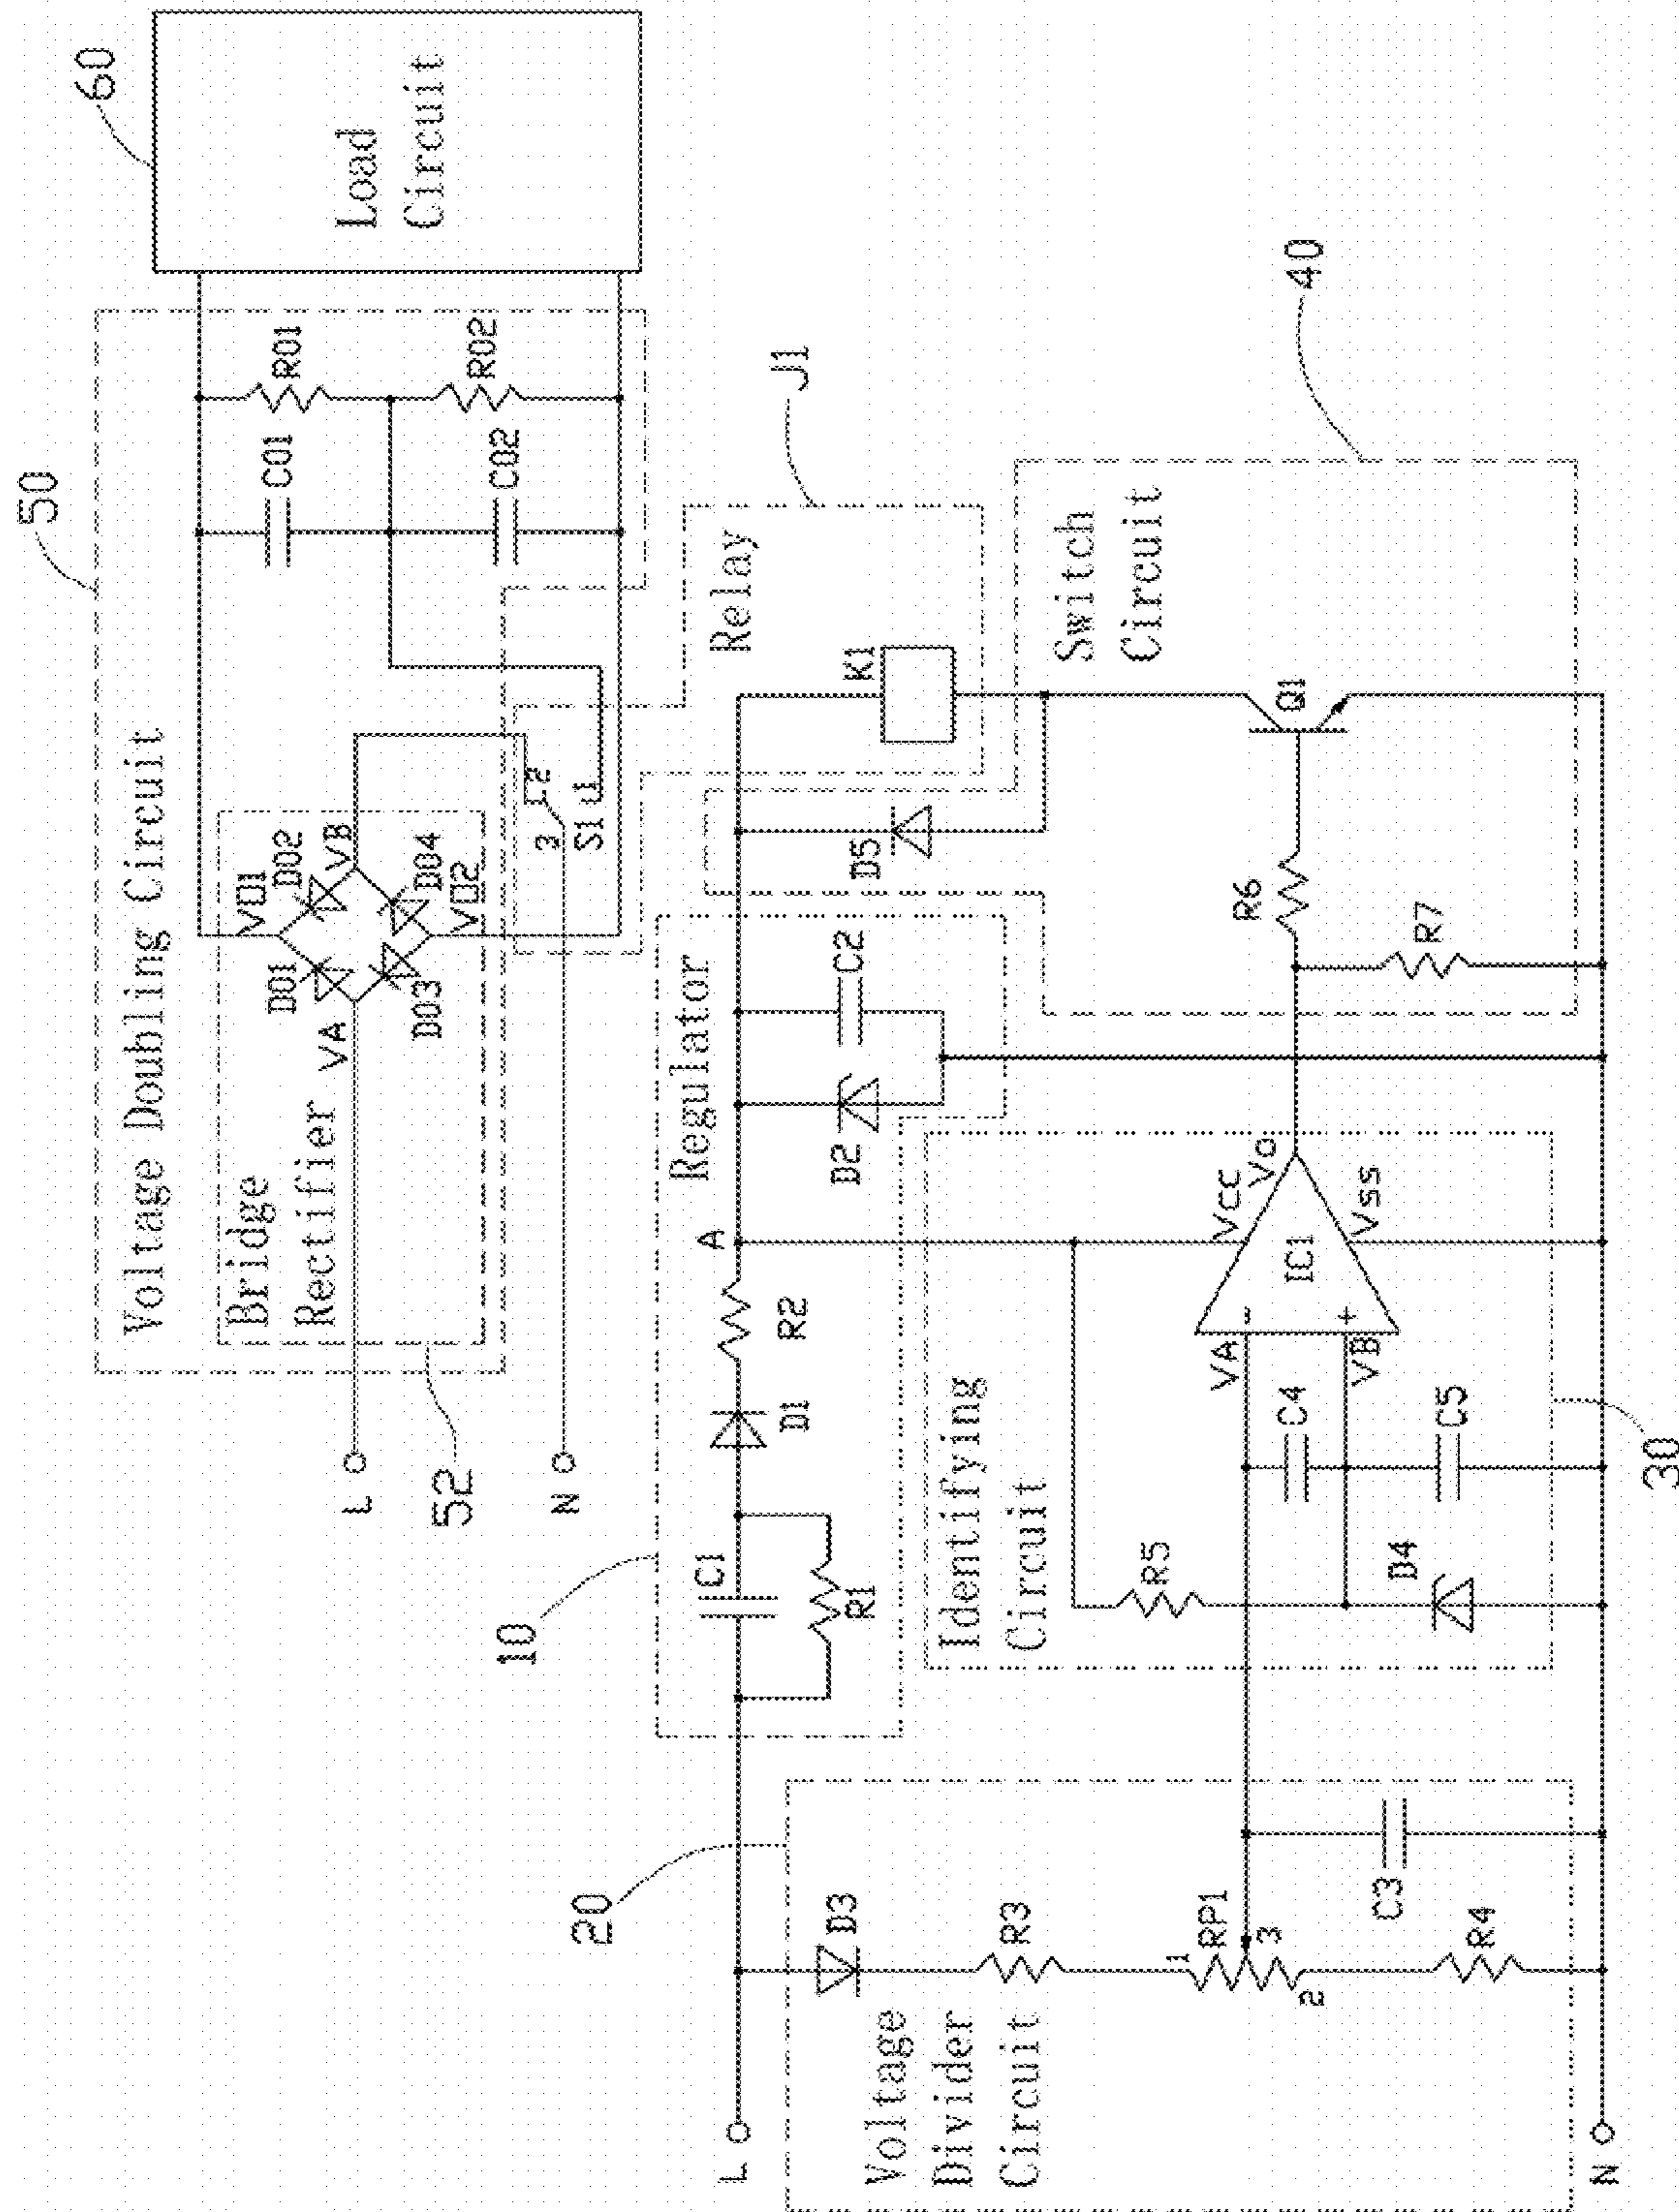 50
60
Voltage Doubling Circuit
Bridge
Rectifier
VA
D01
VO1
D02
VB
D03
D04
VO2
C01
R01
C02
R02
Load
Circuit
L
52
N
3
2
S1
1
Relay
J1
10
Regulator
C1
R1
D1
R2
A
D2
C2
D5
K1
L
20
Voltage
Divider
Circuit
D3
R3
1
RP1
3
2
R4
C3
Identifying
Circuit
R5
VA
C4
VB
C5
D4
-
+
IC1
Vcc
Vo
Vss
30
Switch
Circuit
R6
R7
Q1
40
N